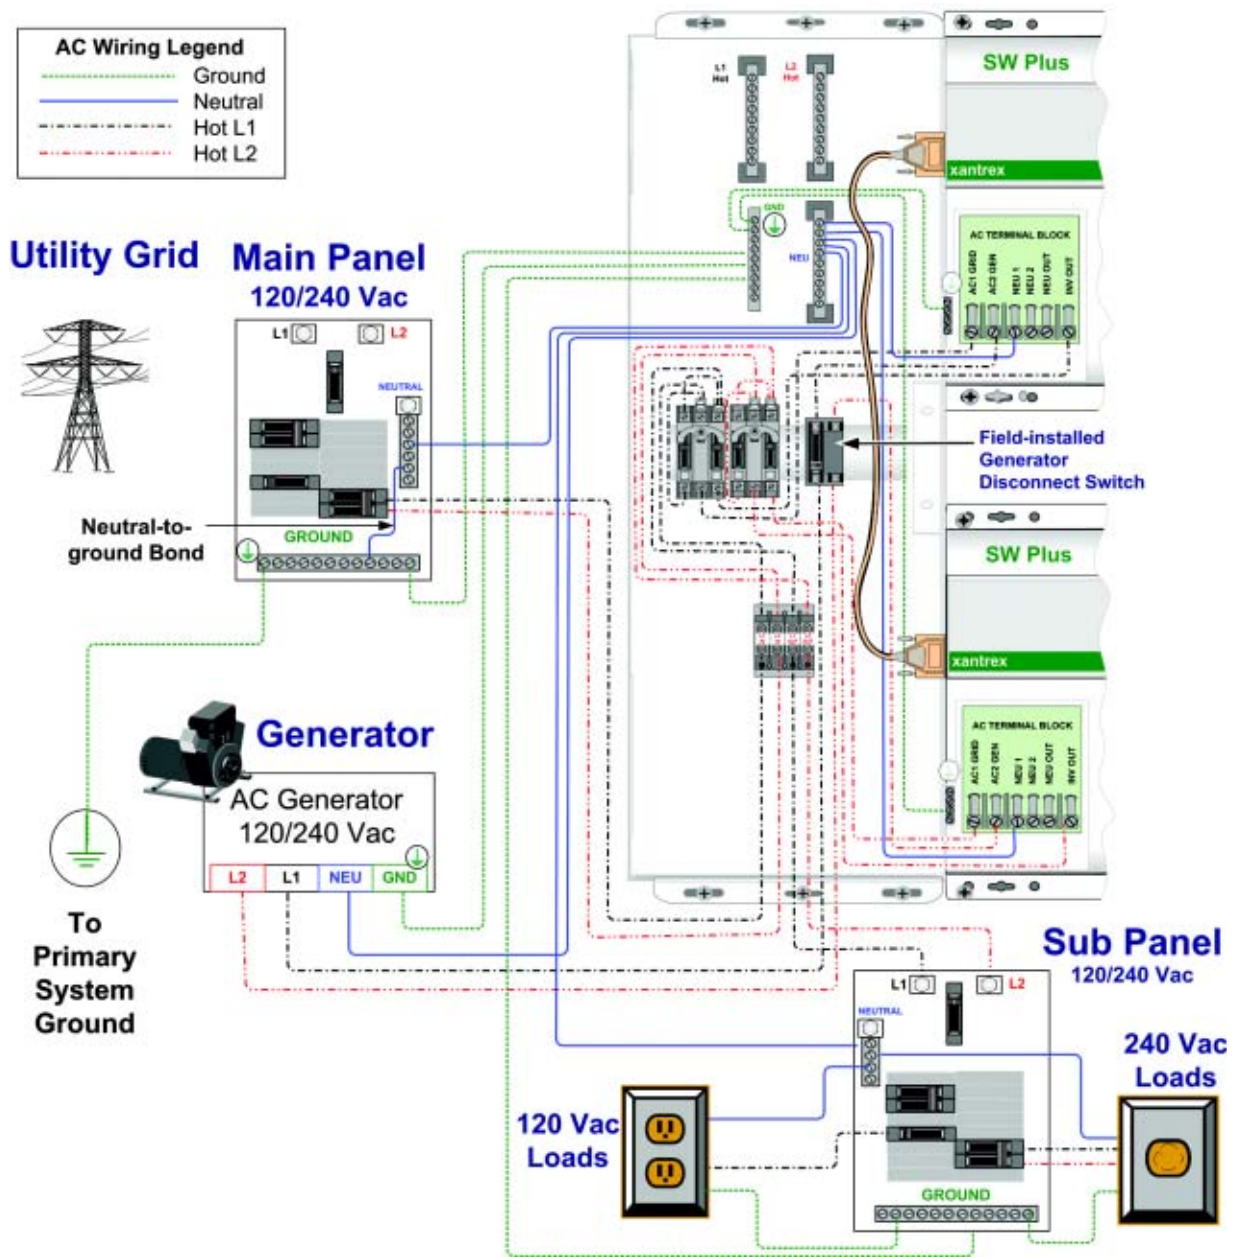 AC Wiring Legend
Ground
Neutral
Hot L1
Hot L2
Utility Grid
Main Panel
120/240 Vac
L1
L2
NEUTRAL
GROUND
Neutral-to-
ground Bond
L1
Hot
L2
Hot
GND
NEU
SW Plus
xantrex
AC TERMINAL BLOCK
AC1 GRID
AC2 GEN
NEU 1
NEU 2
NEU OUT
INV OUT
Field-installed
Generator
Disconnect Switch
SW Plus
xantrex
AC TERMINAL BLOCK
AC1 GRID
AC2 GEN
NEU 1
NEU 2
NEU OUT
INV OUT
Generator
AC Generator
120/240 Vac
L2
L1
NEU
GND
To
Primary
System
Ground
Sub Panel
120/240 Vac
L1
L2
NEUTRAL
GROUND
120 Vac
Loads
240 Vac
Loads